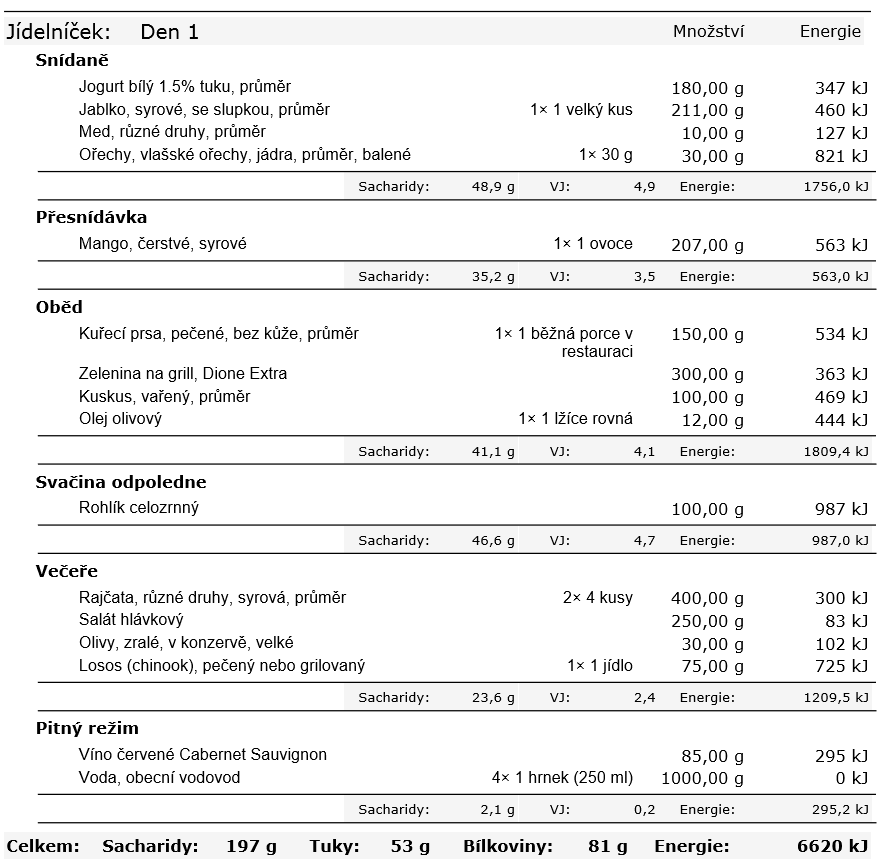 Jídelníček: Den 1 Množství Energie
Snídaně
Jogurt bílý 1.5% tuku, průměr 180,00 g 347 kJ
Jablko, syrové, se slupkou, průměr 1× 1 velký kus 211,00 g 460 kJ
Med, různé druhy, průměr 10,00 g 127 kJ
Ořechy, vlašské ořechy, jádra, průměr, balené 1× 30 g 30,00 g 821 kJ
Sacharidy: 48,9 g VJ: 4,9 Energie: 1756,0 kJ
Přesnídávka
Mango, čerstvé, syrové 1× 1 ovoce 207,00 g 563 kJ
Sacharidy: 35,2 g VJ: 3,5 Energie: 563,0 kJ
Oběd
Kuřecí prsa, pečené, bez kůže, průměr 1× 1 běžná porce v 150,00 g 534 kJ
restauraci
Zelenina na grill, Dione Extra 300,00 g 363 kJ
Kuskus, vařený, průměr 100,00 g 469 kJ
Olej olivový 1× 1 lžíce rovná 12,00 g 444 kJ
Sacharidy: 41,1 g VJ: 4,1 Energie: 1809,4 kJ
Svačina odpoledne
Rohlík celozrnný 100,00 g 987 kJ
Sacharidy: 46,6 g VJ: 4,7 Energie: 987,0 kJ
Večeře
Rajčata, různé druhy, syrová, průměr 2× 4 kusy 400,00 g 300 kJ
Salát hlávkový 250,00 g 83 kJ
Olivy, zralé, v konzervě, velké 30,00 g 102 kJ
Losos (chinook), pečený nebo grilovaný 1× 1 jídlo 75,00 g 725 kJ
Sacharidy: 23,6 g VJ: 2,4 Energie: 1209,5 kJ
Pitný režim
Víno červené Cabernet Sauvignon 85,00 g 295 kJ
Voda, obecní vodovod 4× 1 hrnek (250 ml) 1000,00 g 0 kJ
Sacharidy: 2,1 g VJ: 0,2 Energie: 295,2 kJ
Celkem: Sacharidy: 197 g Tuky: 53 g Bílkoviny: 81 g Energie: 6620 kJ